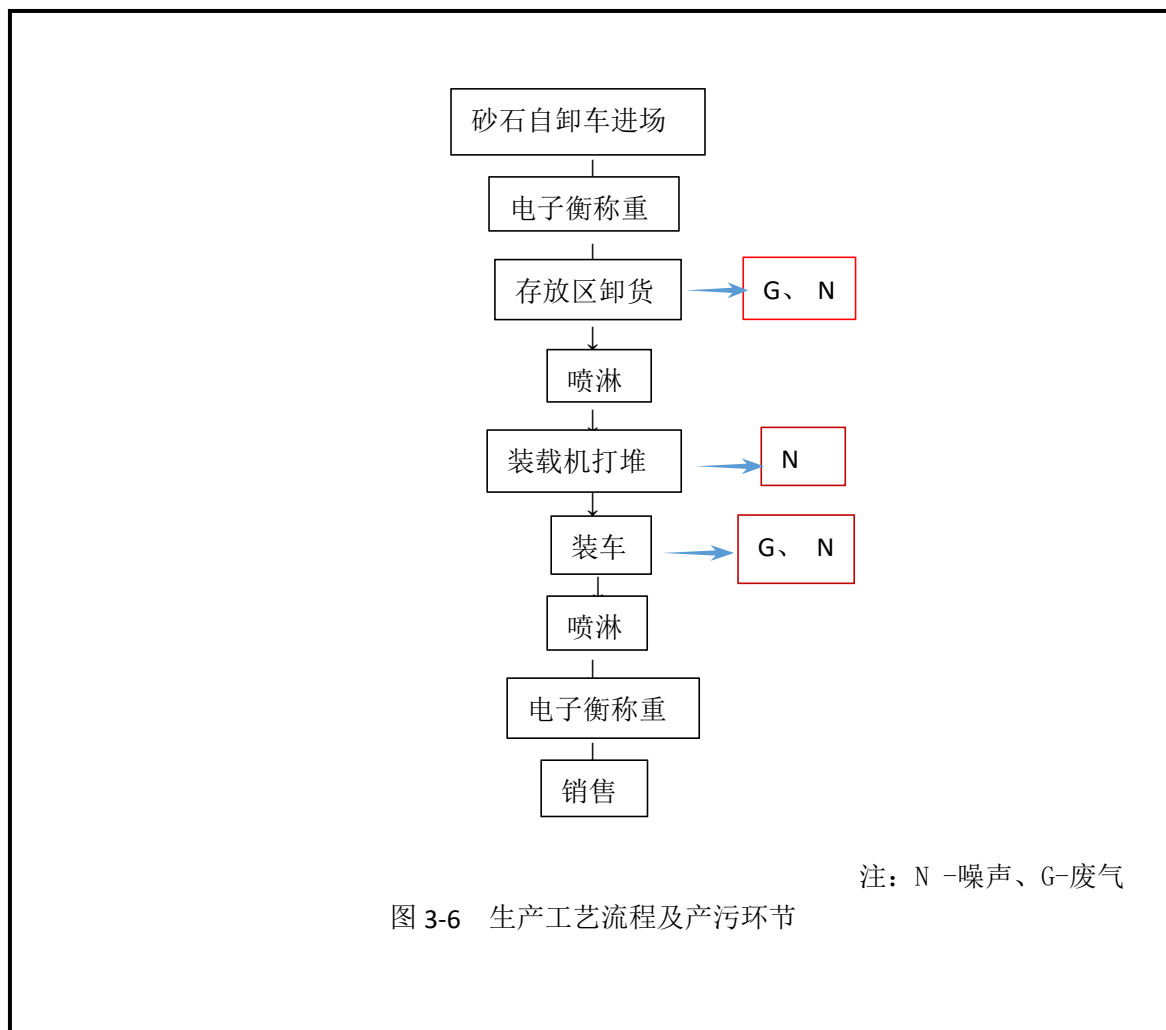 砂石自卸车进场
电子衡称重
存放区卸货
G、 N
喷淋
装载机打堆
N
装车
G、 N
喷淋
电子衡称重
销售
注：N -噪声、G-废气
图 3-6 生产工艺流程及产污环节